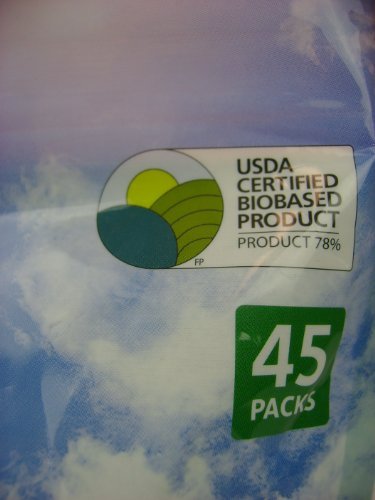 USDA
CERTIFIED
BIOBASED
PRODUCT
PRODUCT 78%
FP
45
PACKS